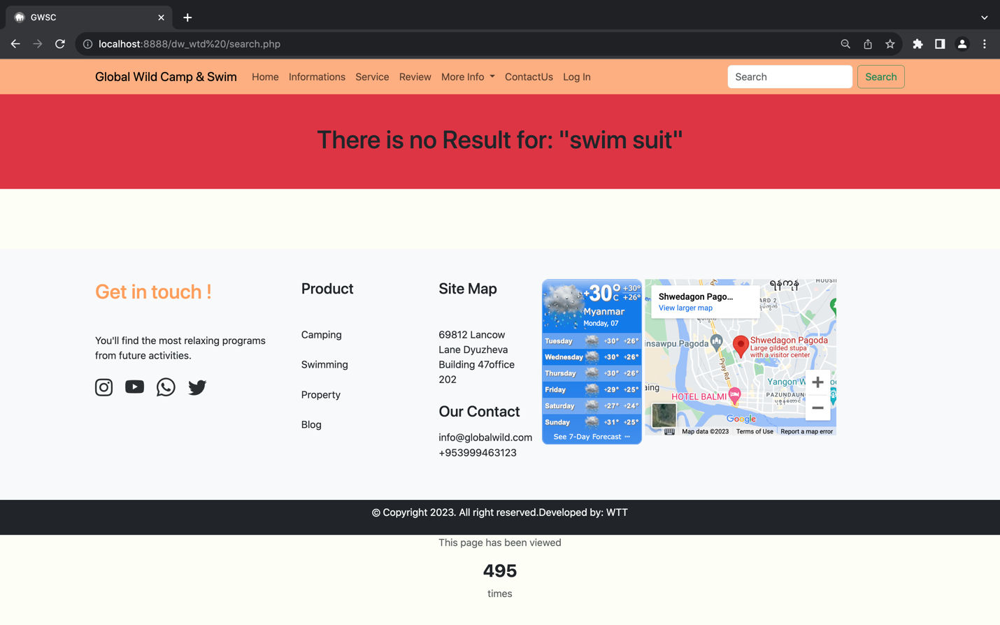 GWSC
localhost:8888/dw_wtd%20/search.php
Global Wild Camp & Swim Home Informations Service Review More Info ContactUs Log In Search Search
There is no Result for: "swim suit"
Get in touch !
You'll find the most relaxing programs
from future activities.
Product
Camping
Swimming
Property
Blog
Site Map
69812 Lancow
Lane Dyuzheva
Building 47office
202
Our Contact
info@globalwild.com
+953999463123
+30° C +30°
+26°
Myanmar
Monday, 07
Tuesday +30° +26°
Wednesday +30° +26°
Thursday +30° +26°
Friday +29° +25°
Saturday +27° +24°
Sunday +31° +25°
See 7-Day Forecast
Shwedagon Pago...
View larger map
ARD 2
insawpu Pagoda
Shwedagon Pagoda
Large gilded stupa
with a visitor center
Pyay Rd
Yangon W
HOTEL BALMI
PAZUNDAUN
Google
Map data ©2023 Terms of Use Report a map error
© Copyright 2023. All right reserved.Developed by: WTT
This page has been viewed
495
times